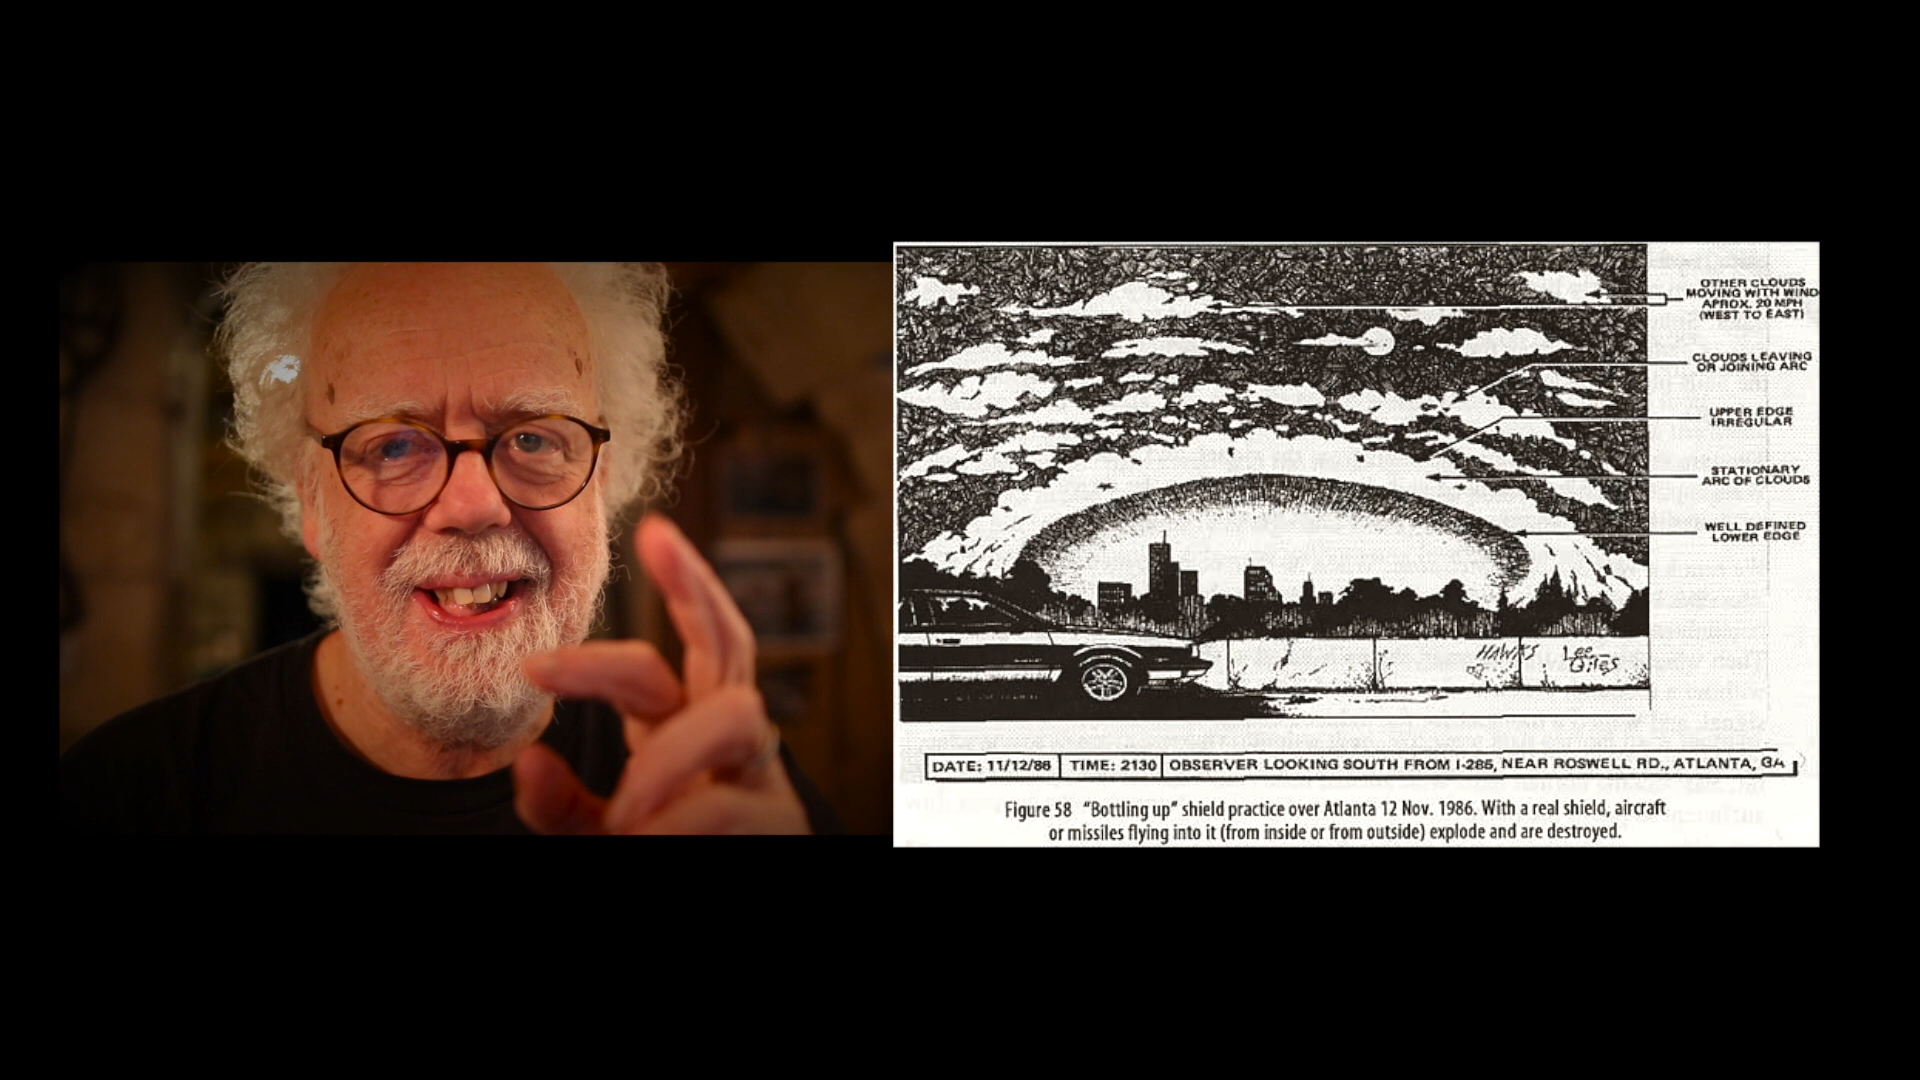 OTHER CLOUDS
MOVING WITH WIND
APROX. 20 MPH
(WEST TO EAST)
CLOUDS LEAVING
OR JOINING ARC
UPPER EDGE
IRREGULAR
STATIONARY
ARC OF CLOUDS
WELL DEFINED
LOWER EDGE
HAWKS
Lee
Giles
DATE: 11/12/86 TIME: 2130 OBSERVER LOOKING SOUTH FROM I-285, NEAR ROSWELL RD., ATLANTA, GA
Figure 58 "Bottling up" shield practice over Atlanta 12 Nov. 1986. With a real shield, aircraft
or missiles flying into it (from inside or from outside) explode and are destroyed.